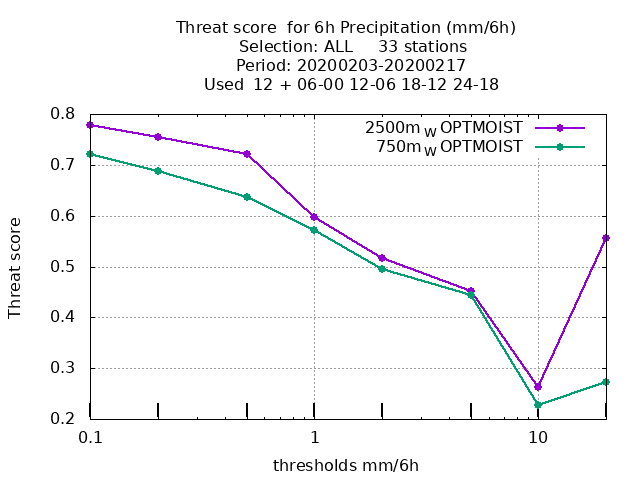 Threat score  for 6h Precipitation (mm/6h)
Selection: ALL     33 stations
Period: 20200203-20200217
Used  12 + 06-00 12-06 18-12 24-18
0.8
2500m W OPTMOIST
750m W OPTMOIST
0.7
0.6
0.5
0.4
0.3
0.2
Threat score
0.1 1 10
thresholds mm/6h